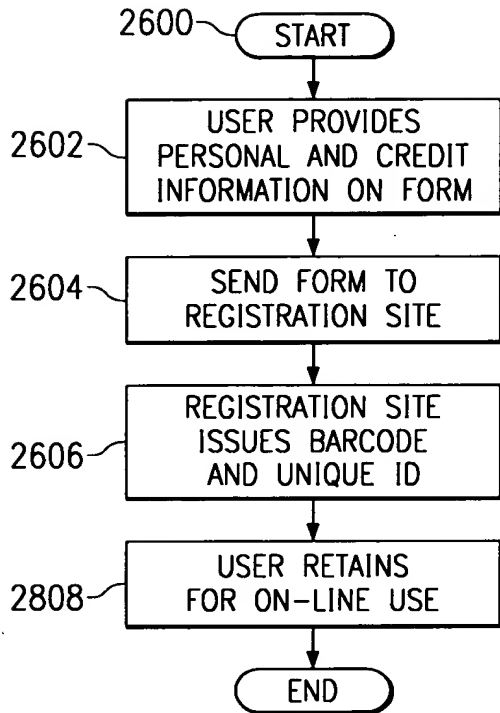 2600
START
2602
USER PROVIDES
PERSONAL AND CREDIT
INFORMATION ON FORM
2604
SEND FORM TO
REGISTRATION SITE
2606
REGISTRATION SITE
ISSUES BARCODE
AND UNIQUE ID
2808
USER RETAINS
FOR ON-LINE USE
END